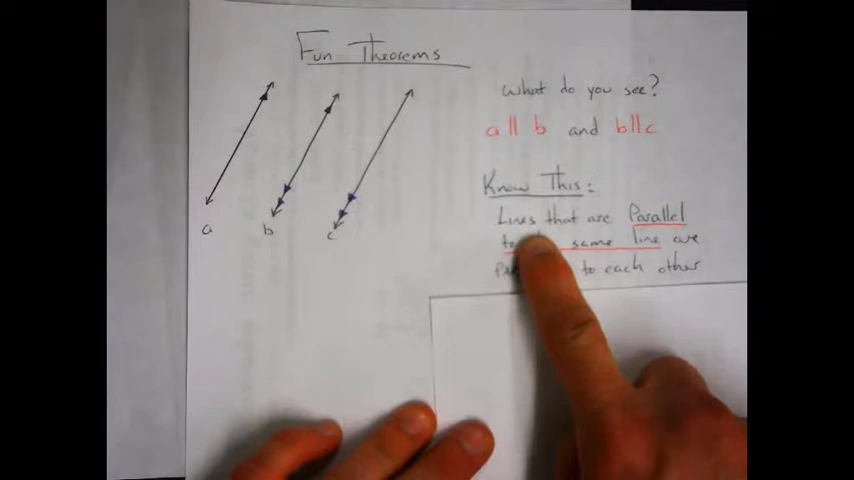 Fun Theorems
What do you see?
a || b and b || c
Know This:
Lines that are Parallel
same line are
to each other
a
b
c